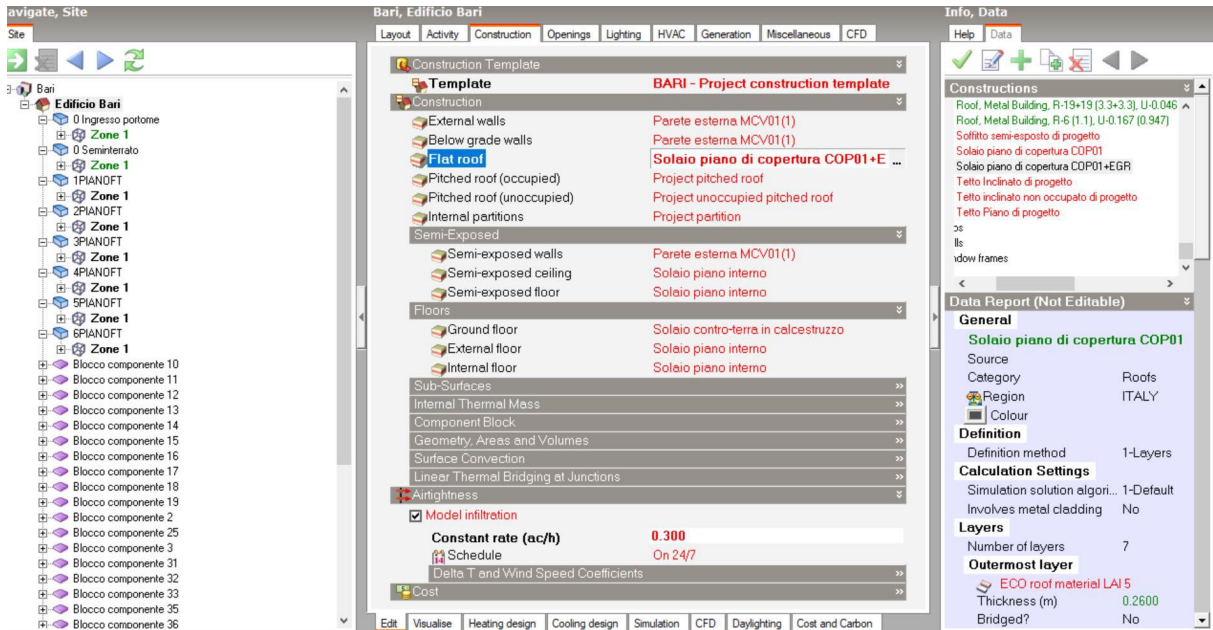 avigate, Site
Site
Bari
Edificio Bari
0 Ingresso portome
Zone 1
0 Seminterrato
Zone 1
1PIANOFT
Zone 1
2PIANOFT
Zone 1
3PIANOFT
Zone 1
4PIANOFT
Zone 1
5PIANOFT
Zone 1
6PIANOFT
Zone 1
Blocco componente 10
Blocco componente 11
Blocco componente 12
Blocco componente 13
Blocco componente 14
Blocco componente 15
Blocco componente 16
Blocco componente 17
Blocco componente 18
Blocco componente 19
Blocco componente 2
Blocco componente 25
Blocco componente 3
Blocco componente 31
Blocco componente 32
Blocco componente 33
Blocco componente 35
Blocco componente 36
Bari, Edificio Bari
Layout Activity Construction Openings Lighting HVAC Generation Miscellaneous CFD
Construction Template
Template BARI - Project construction template
Construction
External walls Parete esterna MCV01(1)
Below grade walls Parete esterna MCV01(1)
Flat roof Solaio piano di copertura COP01+E ...
Pitched roof (occupied) Project pitched roof
Pitched roof (unoccupied) Project unoccupied pitched roof
Internal partitions Project partition
Semi-Exposed
Semi-exposed walls Parete esterna MCV01(1)
Semi-exposed ceiling Solaio piano interno
Semi-exposed floor Solaio piano interno
Floors
Ground floor Solaio contro-terra in calcestruzzo
External floor Solaio piano interno
Internal floor Solaio piano interno
Sub-Surfaces
Internal Thermal Mass
Component Block
Geometry, Areas and Volumes
Surface Convection
Linear Thermal Bridging at Junctions
Airtightness
Model infiltration
Constant rate (ac/h) 0.300
Schedule On 24/7
Delta T and Wind Speed Coefficients
Cost
Edit Visualise Heating design Cooling design Simulation CFD Daylighting Cost and Carbon
Info, Data
Help Data
Constructions
Roof, Metal Building, R-19+19 (3.3+3.3), U-0.046
Roof, Metal Building, R-6 (1.1), U-0.167 (0.947)
Soffitto semi-esposto di progetto
Solaio piano di copertura COP01
Solaio piano di copertura COP01+EGR
Tetto Inclinato di progetto
Tetto inclinato non occupato di progetto
Tetto Piano di progetto
os
lls
ndow frames
Data Report (Not Editable)
General
Solaio piano di copertura COP01
Source
Category Roofs
Region ITALY
Colour
Definition
Definition method 1-Layers
Calculation Settings
Simulation solution algori... 1-Default
Involves metal cladding No
Layers
Number of layers 7
Outermost layer
ECO roof material LAI 5
Thickness (m) 0.2600
Bridged? No